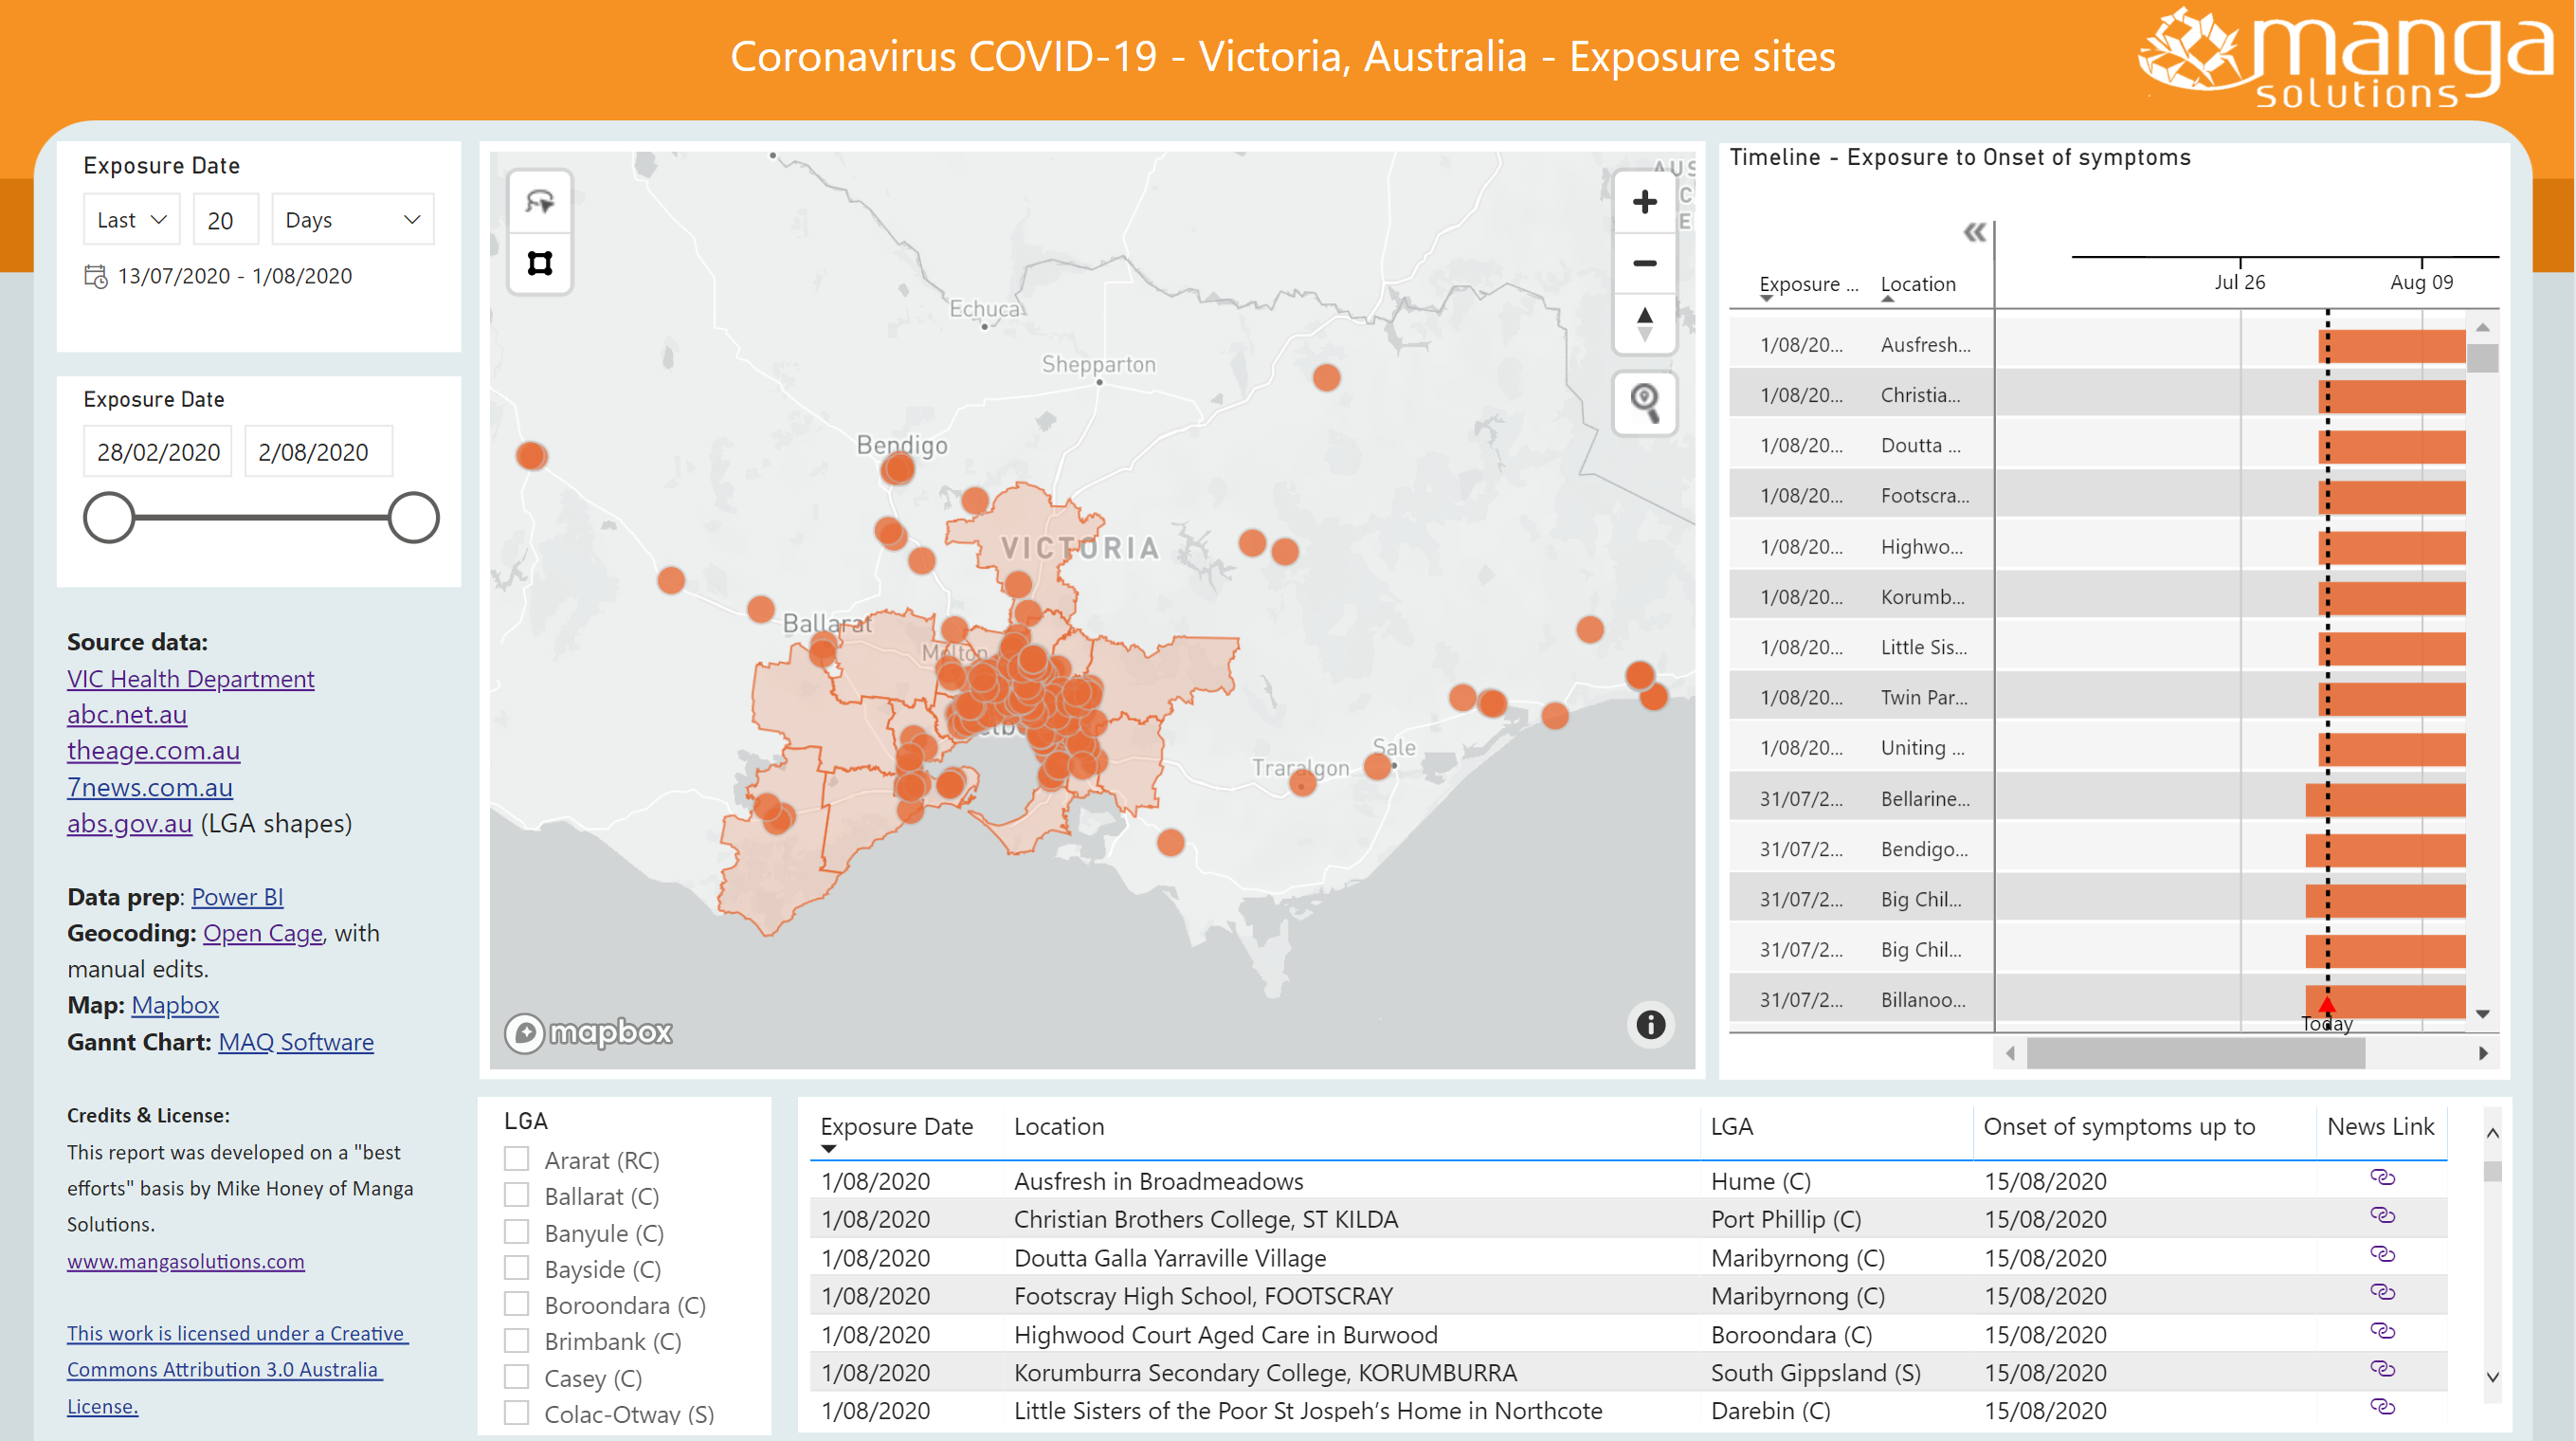 Coronavirus COVID-19 - Victoria, Australia - Exposure sites
manga
solutions
Exposure Date
Last 20 Days
13/07/2020 - 1/08/2020
Exposure Date
28/02/2020 2/08/2020
Source data:
VIC Health Department
abc.net.au
theage.com.au
7news.com.au
abs.gov.au (LGA shapes)
Data prep: Power BI
Geocoding: Open Cage, with
manual edits.
Map: Mapbox
Gannt Chart: MAQ Software
Credits & License:
This report was developed on a "best
efforts" basis by Mike Honey of Manga
Solutions.
www.mangasolutions.com
This work is licensed under a Creative
Commons Attribution 3.0 Australia
License.
Echuca
Shepparton
Bendigo
VICTORIA
Ballarat
Melton
Sale
Traralgon
mapbox
Timeline - Exposure to Onset of symptoms
Exposure ... Location Jul 26 Aug 09
1/08/20... Ausfresh...
1/08/20... Christia...
1/08/20... Doutta ...
1/08/20... Footscra...
1/08/20... Highwo...
1/08/20... Korumb...
1/08/20... Little Sis...
1/08/20... Twin Par...
1/08/20... Uniting ...
31/07/2... Bellarine...
31/07/2... Bendigo...
31/07/2... Big Chil...
31/07/2... Big Chil...
31/07/2... Billanoo...
Today
LGA
Ararat (RC)
Ballarat (C)
Banyule (C)
Bayside (C)
Boroondara (C)
Brimbank (C)
Casey (C)
Colac-Otway (S)
Exposure Date Location LGA Onset of symptoms up to News Link
1/08/2020 Ausfresh in Broadmeadows Hume (C) 15/08/2020
1/08/2020 Christian Brothers College, ST KILDA Port Phillip (C) 15/08/2020
1/08/2020 Doutta Galla Yarraville Village Maribyrnong (C) 15/08/2020
1/08/2020 Footscray High School, FOOTSCRAY Maribyrnong (C) 15/08/2020
1/08/2020 Highwood Court Aged Care in Burwood Boroondara (C) 15/08/2020
1/08/2020 Korumburra Secondary College, KORUMBURRA South Gippsland (S) 15/08/2020
1/08/2020 Little Sisters of the Poor St Jospeh's Home in Northcote Darebin (C) 15/08/2020